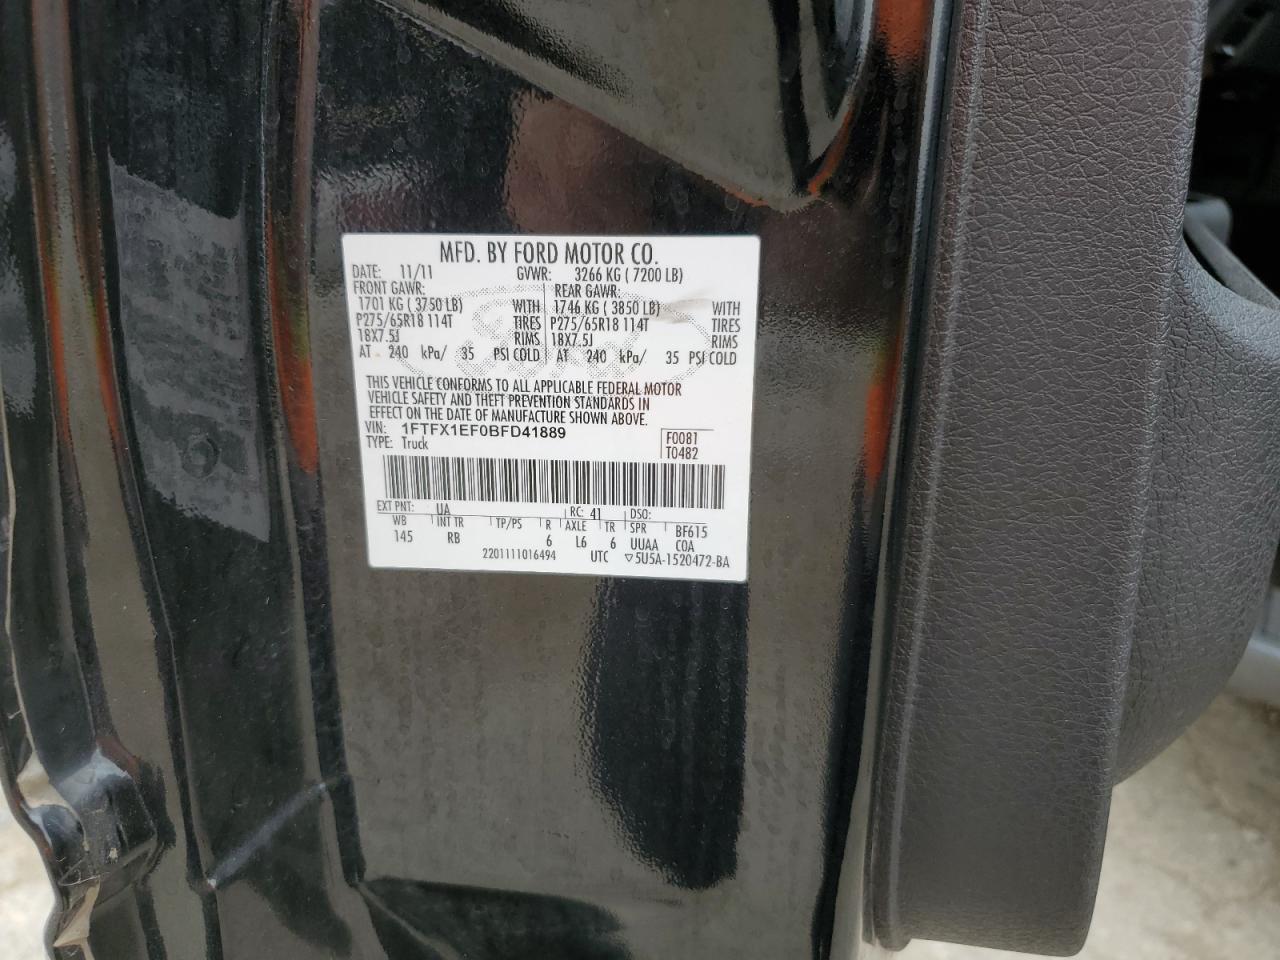 MFD. BY FORD MOTOR CO.
DATE: 11/11 GVWR: 3266 KG ( 7200 LB)
FRONT GAWR: REAR GAWR:
1701 KG ( 3750 LB) WITH 1746 KG ( 3850 LB) WITH
P275/65R18 114T TIRES P275/65R18 114T TIRES
18X7.5J RIMS 18X7.5J RIMS
AT 240 kPa/ 35 PSI COLD AT 240 kPa/ 35 PSI COLD
THIS VEHICLE CONFORMS TO ALL APPLICABLE FEDERAL MOTOR
VEHICLE SAFETY AND THEFT PREVENTION STANDARDS IN
EFFECT ON THE DATE OF MANUFACTURE SHOWN ABOVE.
VIN: 1FTFX1EF0BFD41889 F0081
TYPE: Truck T0482
EXT PNT: UA RC: 41 DSO:
WB INT TR TP/PS R AXLE TR SPR BF615
145 RB 6 L6 6 UUAA COA
2201111016494 UTC ▽5U5A-1520472-BA